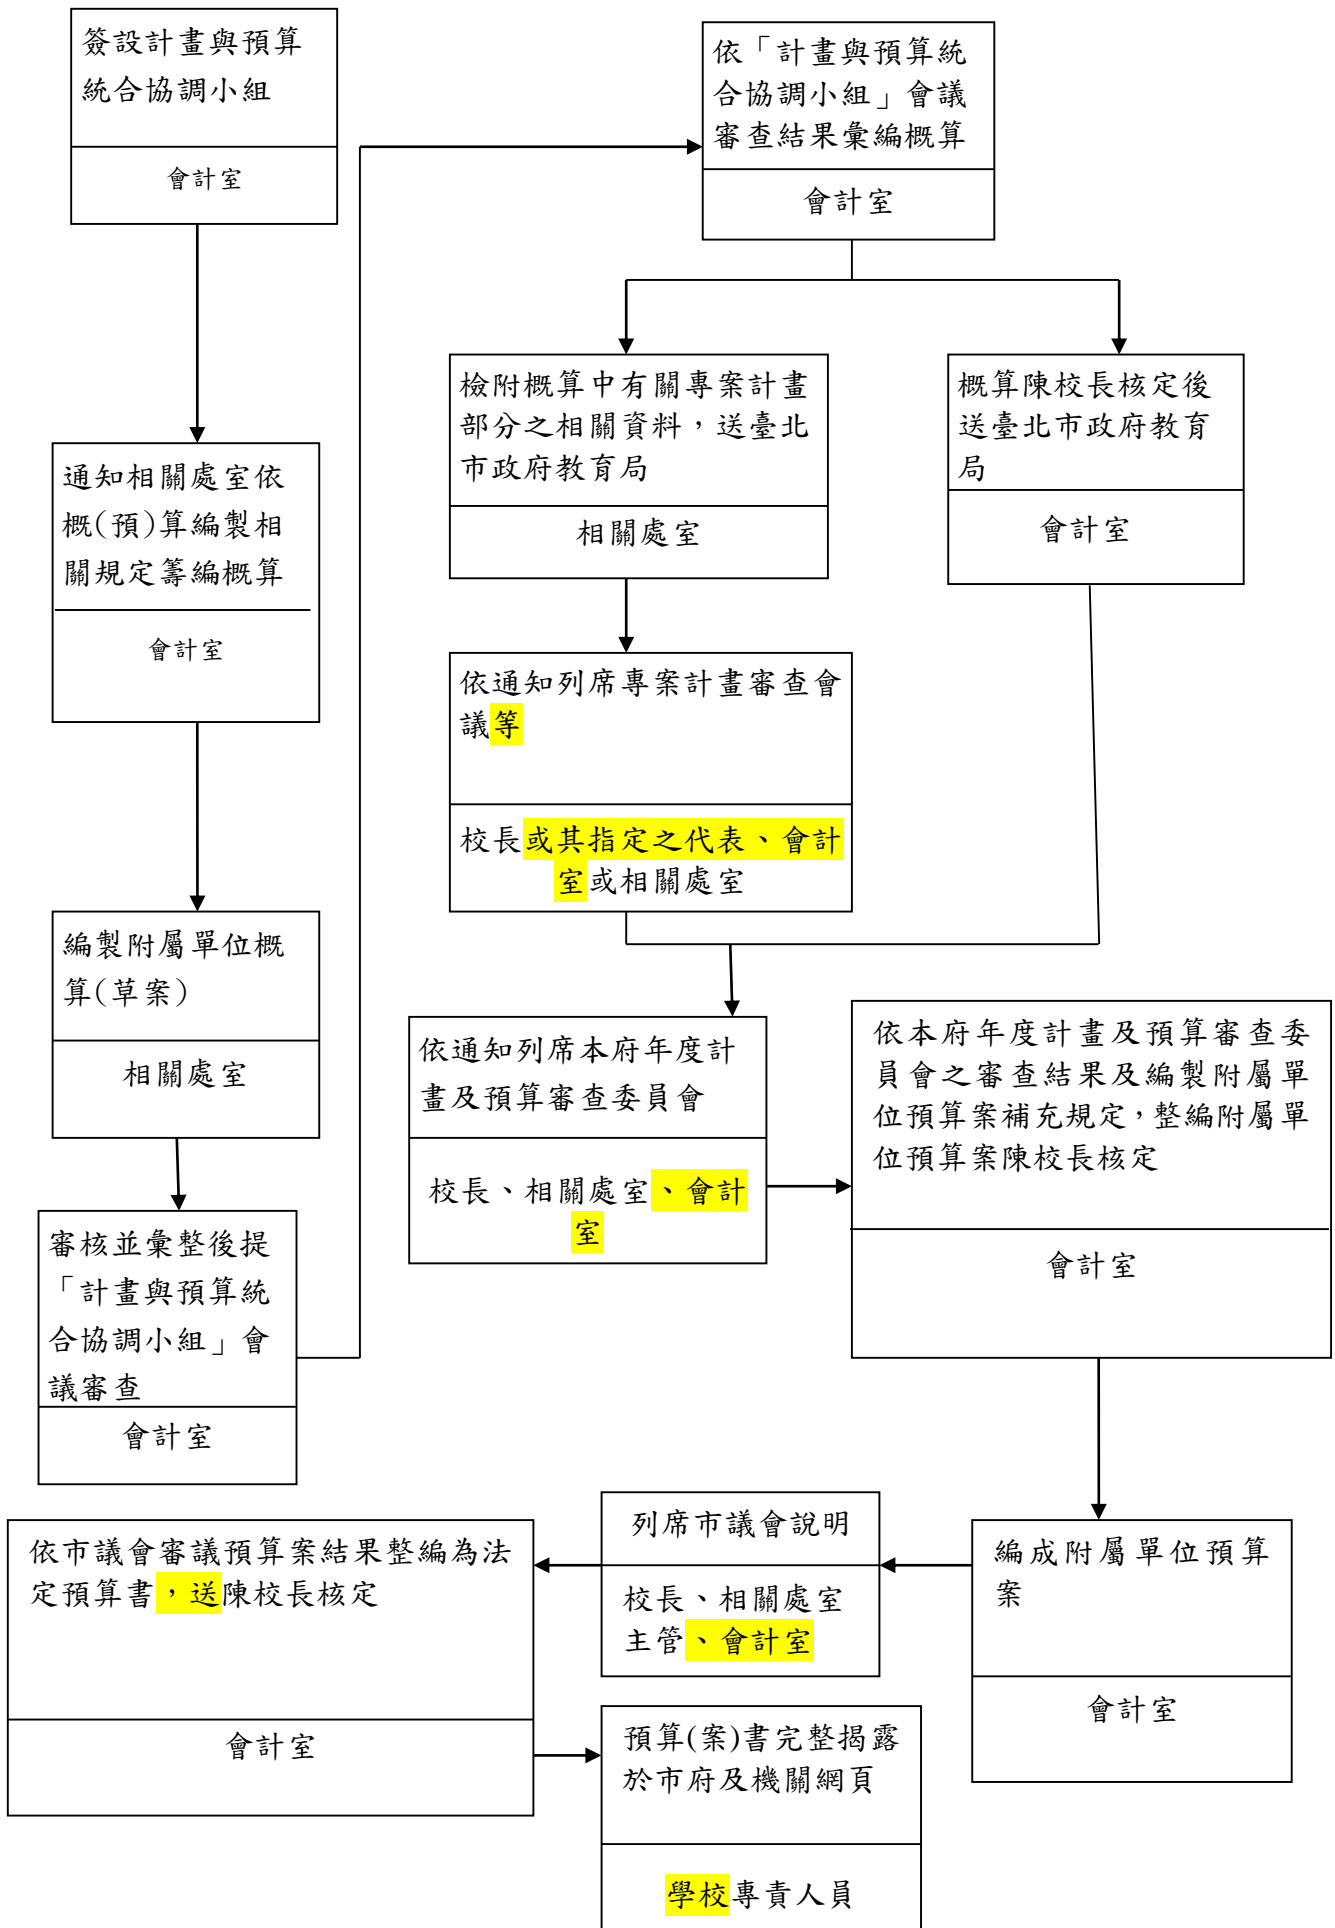 簽設計畫與預算
統合協調小組
會計室
通知相關處室依
概(預)算編製相
關規定籌編概算
會計室
編製附屬單位概
算(草案)
相關處室
審核並彙整後提
「計畫與預算統
合協調小組」會
議審查
會計室
依「計畫與預算統
合協調小組」會議
審查結果彙編概算
會計室
檢附概算中有關專案計畫
部分之相關資料，送臺北
市政府教育局
相關處室
概算陳校長核定後
送臺北市政府教育
局
會計室
依通知列席專案計畫審查會
議等
校長或其指定之代表、會計
室或相關處室
依通知列席本府年度計
畫及預算審查委員會
校長、相關處室、會計
室
依本府年度計畫及預算審查委
員會之審查結果及編製附屬單
位預算案補充規定，整編附屬單
位預算案陳校長核定
會計室
編成附屬單位預算
案
會計室
列席市議會說明
校長、相關處室
主管、會計室
依市議會審議預算案結果整編為法
定預算書，送陳校長核定
會計室
預算(案)書完整揭露
於市府及機關網頁
學校專責人員